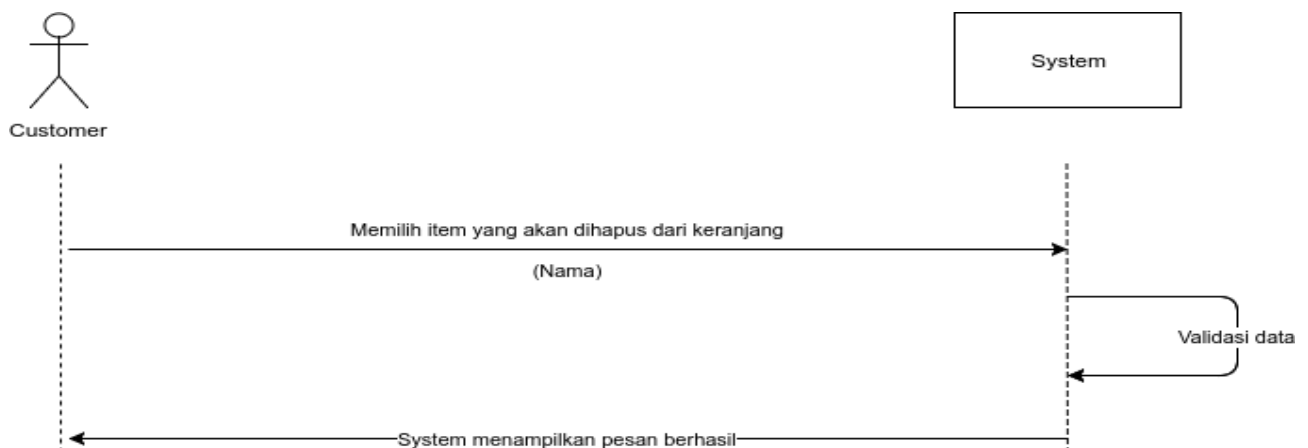 System
Customer
Memilih item yang akan dihapus dari keranjang
(Nama)
Validasi data
System menampilkan pesan berhasil